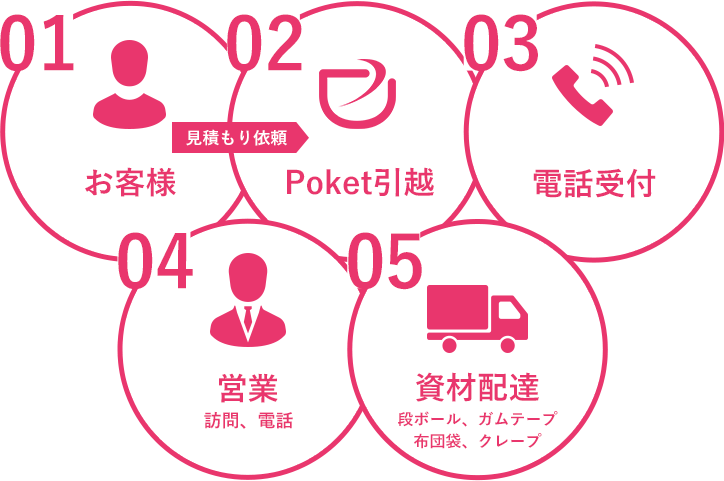 01
お客様
見積もり依頼
02
Poket引越
03
電話受付
04
営業
訪問、電話
05
資材配達
段ボール、ガムテープ
布団袋、クレープ